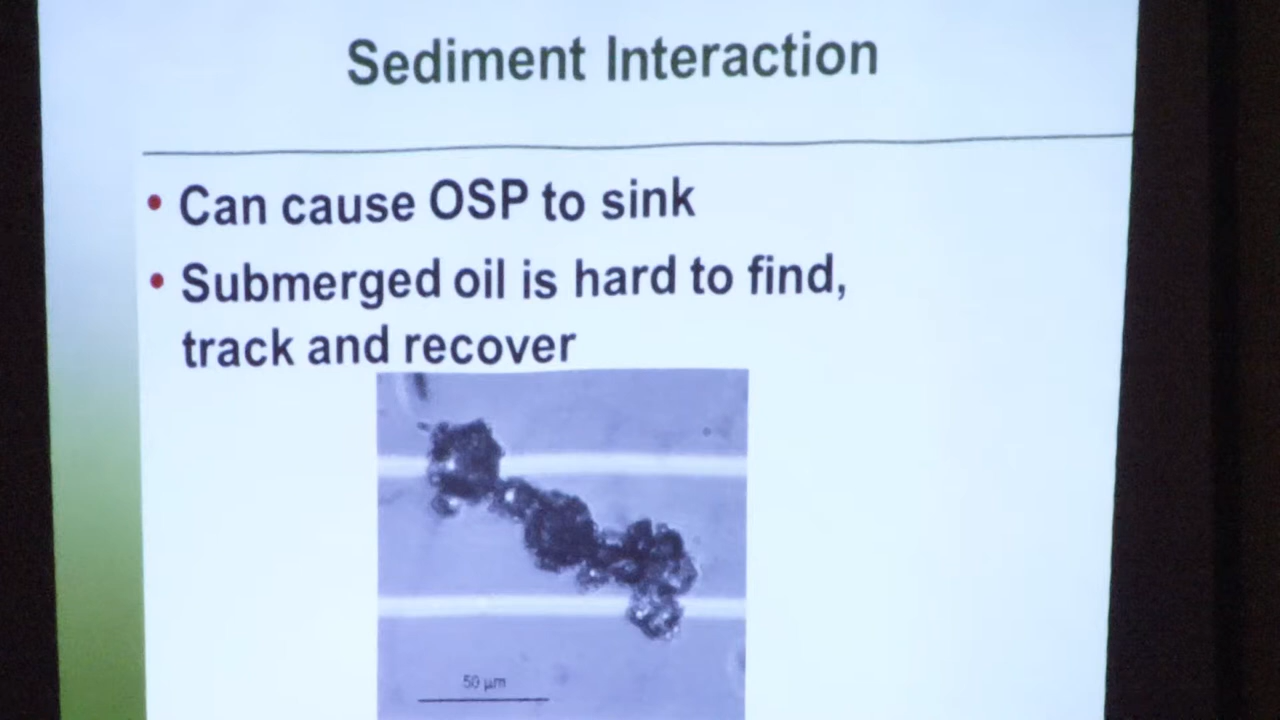 Sediment Interaction
• Can cause OSP to sink
• Submerged oil is hard to find,
track and recover
50 µm